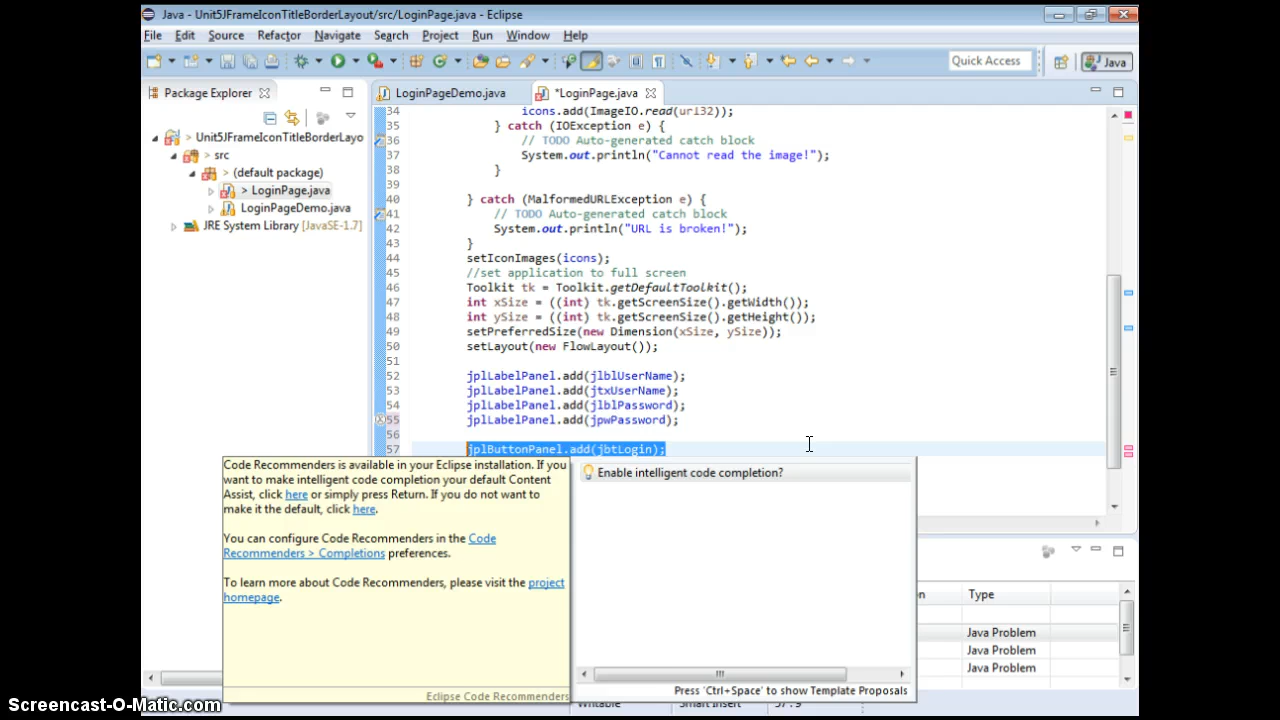 Java - Unit5JFrameIconTitleBorderLayout/src/LoginPage.java - Eclipse
File Edit Source Refactor Navigate Search Project Run Window Help
Quick Access
Java
Package Explorer
LoginPageDemo.java
*LoginPage.java
> Unit5JFrameIconTitleBorderLayo
> src
> (default package)
> LoginPage.java
LoginPageDemo.java
JRE System Library [JavaSE-1.7]
34 icons.add(ImageIO.read(url32));
35 } catch (IOException e) {
36 // TODO Auto-generated catch block
37 System.out.println("Cannot read the image!");
38 }
39
40 } catch (MalformedURLException e) {
41 // TODO Auto-generated catch block
42 System.out.println("URL is broken!");
43 }
44 setIconImages(icons);
45 //set application to full screen
46 Toolkit tk = Toolkit.getDefaultToolkit();
47 int xSize = ((int) tk.getScreenSize().getWidth());
48 int ySize = ((int) tk.getScreenSize().getHeight());
49 setPreferredSize(new Dimension(xSize, ySize));
50 setLayout(new FlowLayout());
51
52 jplLabelPanel.add(jlblUserName);
53 jplLabelPanel.add(jtxUserName);
54 jplLabelPanel.add(jlblPassword);
55 jplLabelPanel.add(jpwPassword);
56
57 jplButtonPanel.add(jbtLogin);
Code Recommenders is available in your Eclipse installation. If you
want to make intelligent code completion your default Content
Assist, click here or simply press Return. If you do not want to
make it the default, click here.
You can configure Code Recommenders in the Code
Recommenders > Completions preferences.
To learn more about Code Recommenders, please visit the project
homepage.
Eclipse Code Recommenders
Enable intelligent code completion?
Press 'Ctrl+Space' to show Template Proposals
Type
Java Problem
Java Problem
Java Problem
Writable Smart Insert 57 : 9
Screencast-O-Matic.com